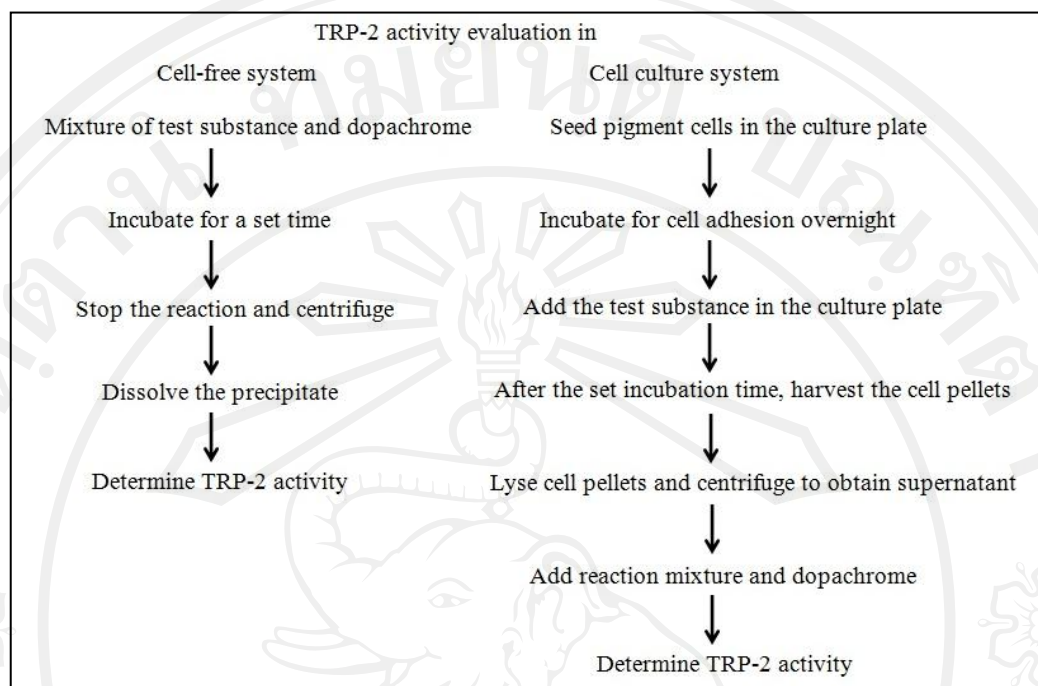 TRP-2 activity evaluation in
Cell-free system
Mixture of test substance and dopachrome
Incubate for a set time
Stop the reaction and centrifuge
Dissolve the precipitate
Determine TRP-2 activity
Cell culture system
Seed pigment cells in the culture plate
Incubate for cell adhesion overnight
Add the test substance in the culture plate
After the set incubation time, harvest the cell pellets
Lyse cell pellets and centrifuge to obtain supernatant
Add reaction mixture and dopachrome
Determine TRP-2 activity